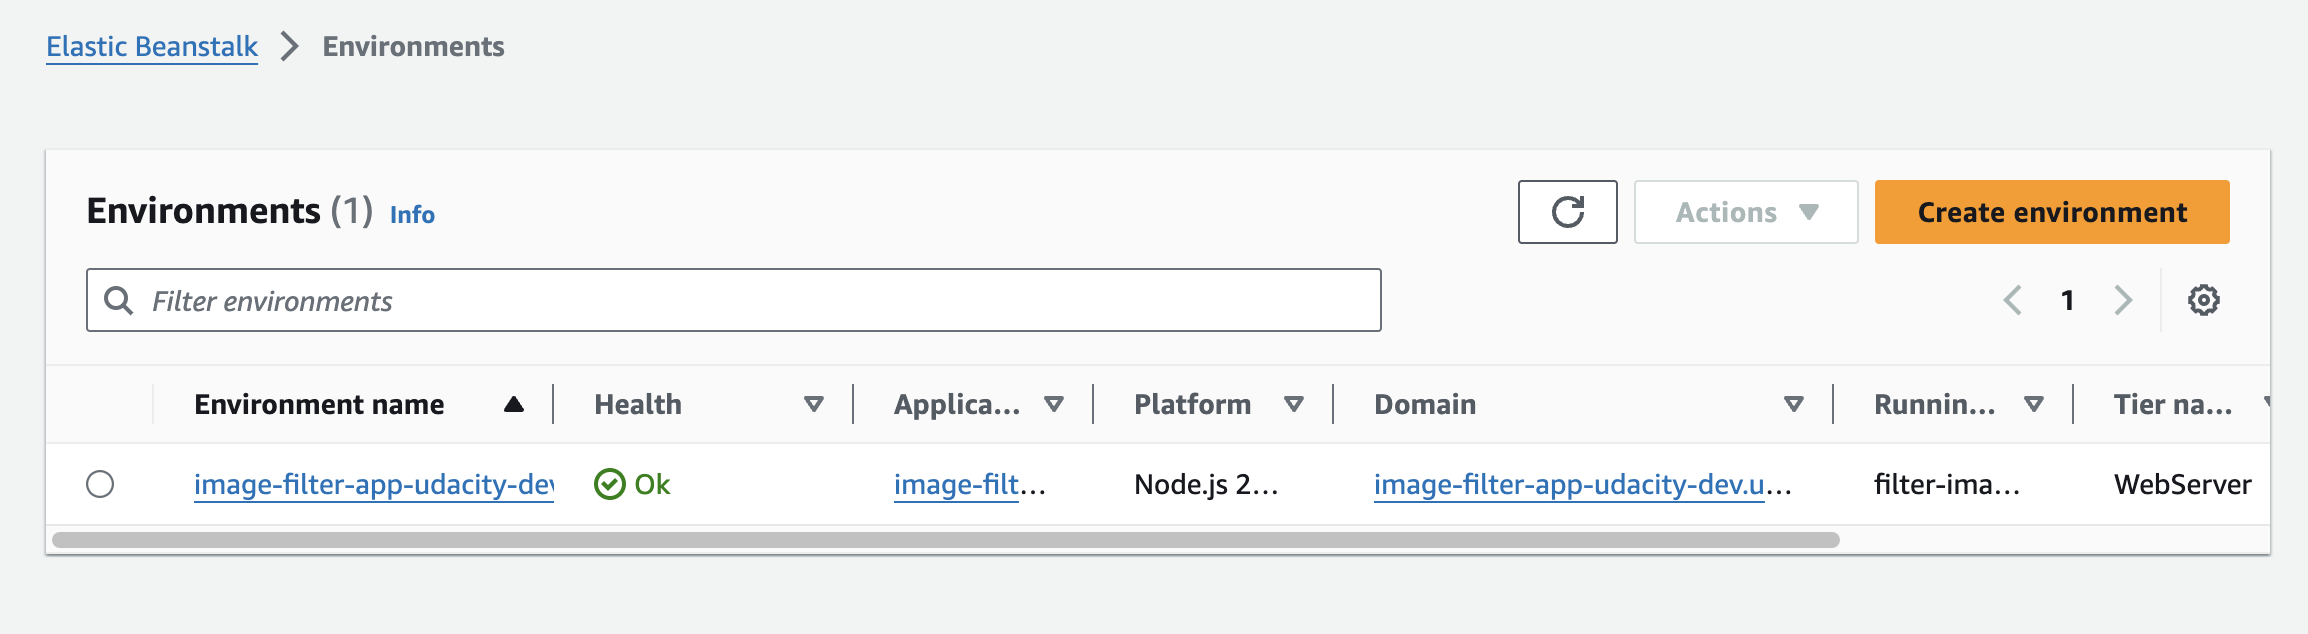 Elastic Beanstalk > Environments
Environments (1) Info
Actions
Create environment
Filter environments
1
Environment name Health Applica... Platform Domain Runnin... Tier na...
image-filter-app-udacity-dev Ok image-filt... Node.js 2... image-filter-app-udacity-dev.u... filter-ima... WebServer